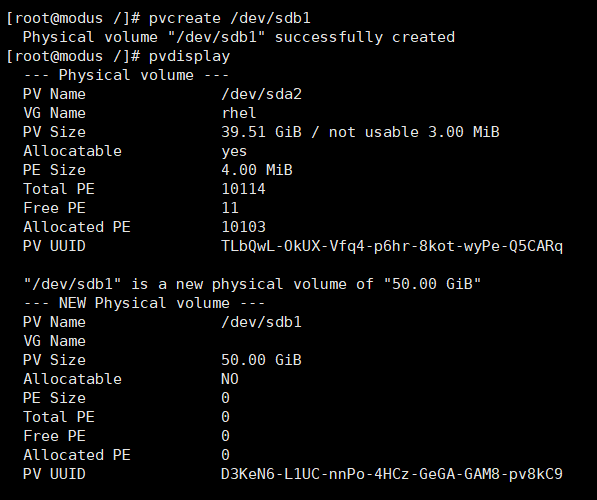 [root@modus /]# pvcreate /dev/sdb1
  Physical volume "/dev/sdb1" successfully created
[root@modus /]# pvdisplay
  --- Physical volume ---
  PV Name               /dev/sda2
  VG Name               rhel
  PV Size               39.51 GiB / not usable 3.00 MiB
  Allocatable           yes
  PE Size               4.00 MiB
  Total PE              10114
  Free PE               11
  Allocated PE          10103
  PV UUID               TLbQwL-OkUX-Vfq4-p6hr-8kot-wyPe-Q5CARq

  "/dev/sdb1" is a new physical volume of "50.00 GiB"
  --- NEW Physical volume ---
  PV Name               /dev/sdb1
  VG Name
  PV Size               50.00 GiB
  Allocatable           NO
  PE Size               0
  Total PE              0
  Free PE               0
  Allocated PE          0
  PV UUID               D3KeN6-L1UC-nnPo-4HCz-GeGA-GAM8-pv8kC9